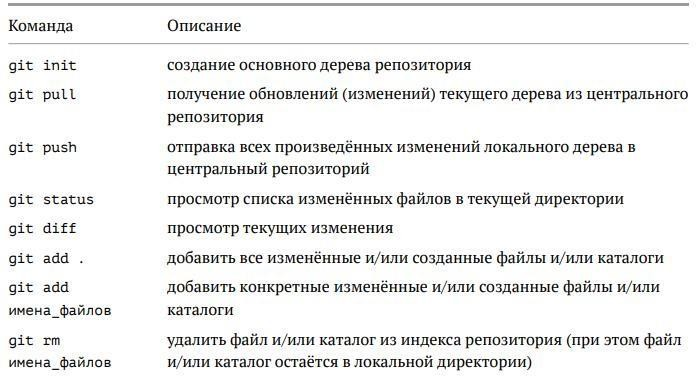 Команда Описание
git init создание основного дерева репозитория
git pull получение обновлений (изменений) текущего дерева из центрального
репозитория
git push отправка всех произведённых изменений локального дерева в
центральный репозиторий
git status просмотр списка изменённых файлов в текущей директории
git diff просмотр текущих изменения
git add . добавить все изменённые и/или созданные файлы и/или каталоги
git add добавить конкретные изменённые и/или созданные файлы и/или
имена_файлов каталоги
git rm удалить файл и/или каталог из индекса репозитория (при этом файл
имена_файлов и/или каталог остаётся в локальной директории)